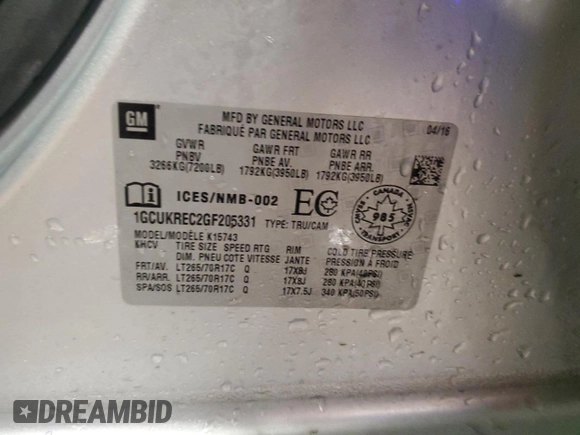 GM
MFD BY GENERAL MOTORS LLC
FABRIQUÉ PAR GENERAL MOTORS LLC
04/16
GVWR GAWR FRT GAWR RR
PNBV PNBE AV. PNBE ARR.
3266KG(7200LB) 1792KG(3950LB) 1792KG(3950LB)
ICES/NMB-002 EC
CANADA
CMVSS NSVAC
985
TRANSPORT
1GCUKREC2GF205331 TYPE: TRU/CAM
MODEL/MODÈLE K15743
KHCV TIRE SIZE SPEED RTG RIM COLD TIRE PRESSURE
DIM. PNEU COTE VITESSE JANTE PRESSION À FROID
FRT/AV. LT265/70R17C Q 17X8J 280 KPA(40PSI)
RR/ARR. LT265/70R17C Q 17X8J 280 KPA(40PSI)
SPA/SOS LT265/70R17C Q 17X7.5J 340 KPA(50PSI)
DREAMBID